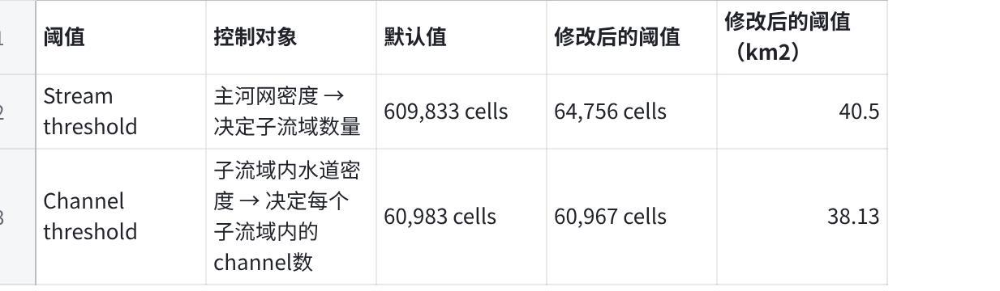 阈值
控制对象
默认值
修改后的阈值
修改后的阈值
（km2）
Stream
threshold
主河网密度 →
决定子流域数量
609,833 cells
64,756 cells
40.5
Channel
threshold
子流域内水道密
度 → 决定每个
子流域内的
channel数
60,983 cells
60,967 cells
38.13